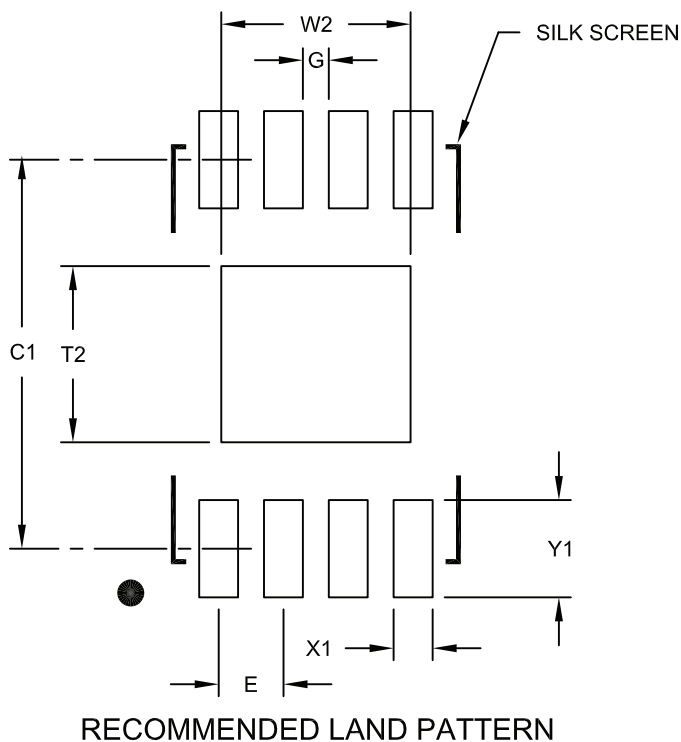 W2
SILK SCREEN
G
C1
T2
Y1
X1
E
RECOMMENDED LAND PATTERN